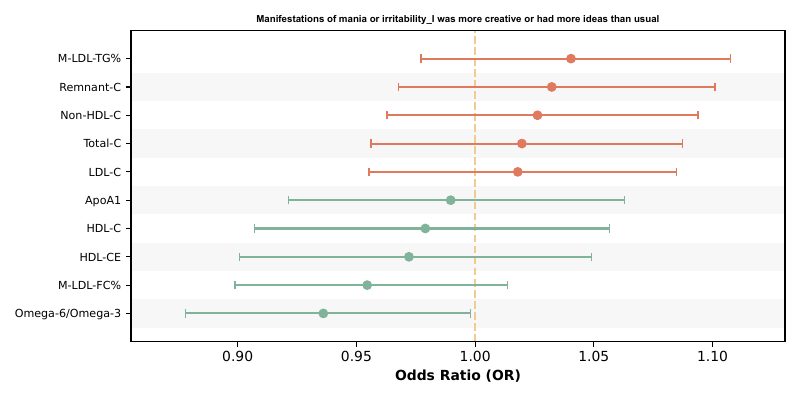 Manifestations of mania or irritability_I was more creative or had more ideas than usual
M-LDL-TG%
Remnant-C
Non-HDL-C
Total-C
LDL-C
ApoA1
HDL-C
HDL-CE
M-LDL-FC%
Omega-6/Omega-3
0.90 0.95 1.00 1.05 1.10
Odds Ratio (OR)